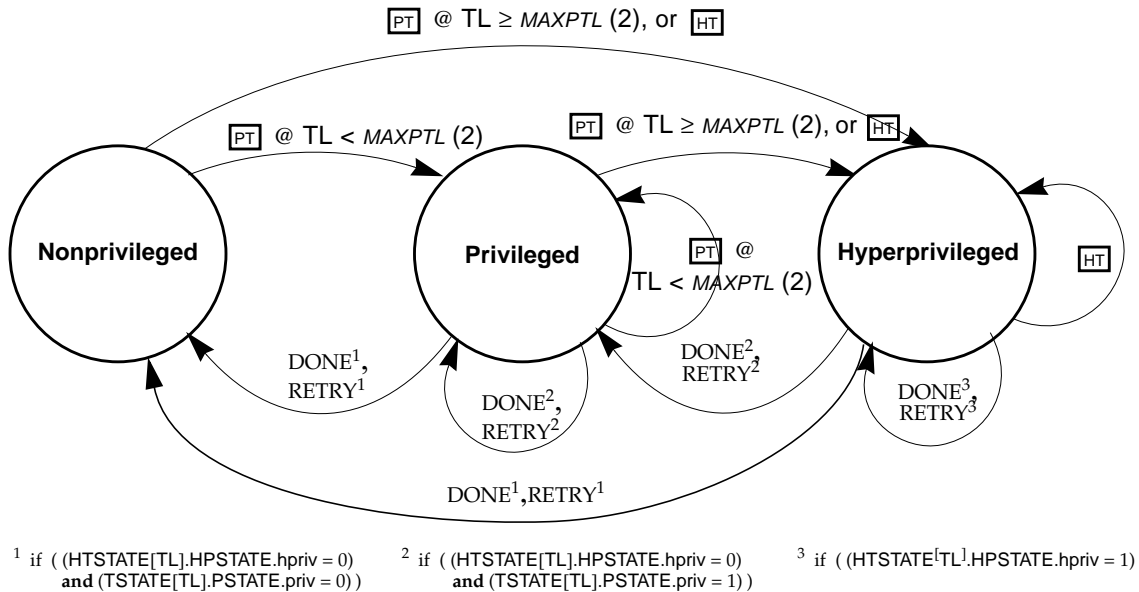 PT @ TL ≥ MAXPTL (2), or HT
PT @ TL < MAXPTL (2)
PT @ TL ≥ MAXPTL (2), or HT
Nonprivileged
Privileged
Hyperprivileged
PT @
TL < MAXPTL (2)
HT
DONE¹,
RETRY¹
DONE²,
RETRY²
DONE²,
RETRY²
DONE³,
RETRY³
DONE¹,RETRY¹
¹ if ( (HTSTATE[TL].HPSTATE.hpriv = 0)
and (TSTATE[TL].PSTATE.priv = 0) )
² if ( (HTSTATE[TL].HPSTATE.hpriv = 0)
and (TSTATE[TL].PSTATE.priv = 1) )
³ if ( (HTSTATE[TL].HPSTATE.hpriv = 1)